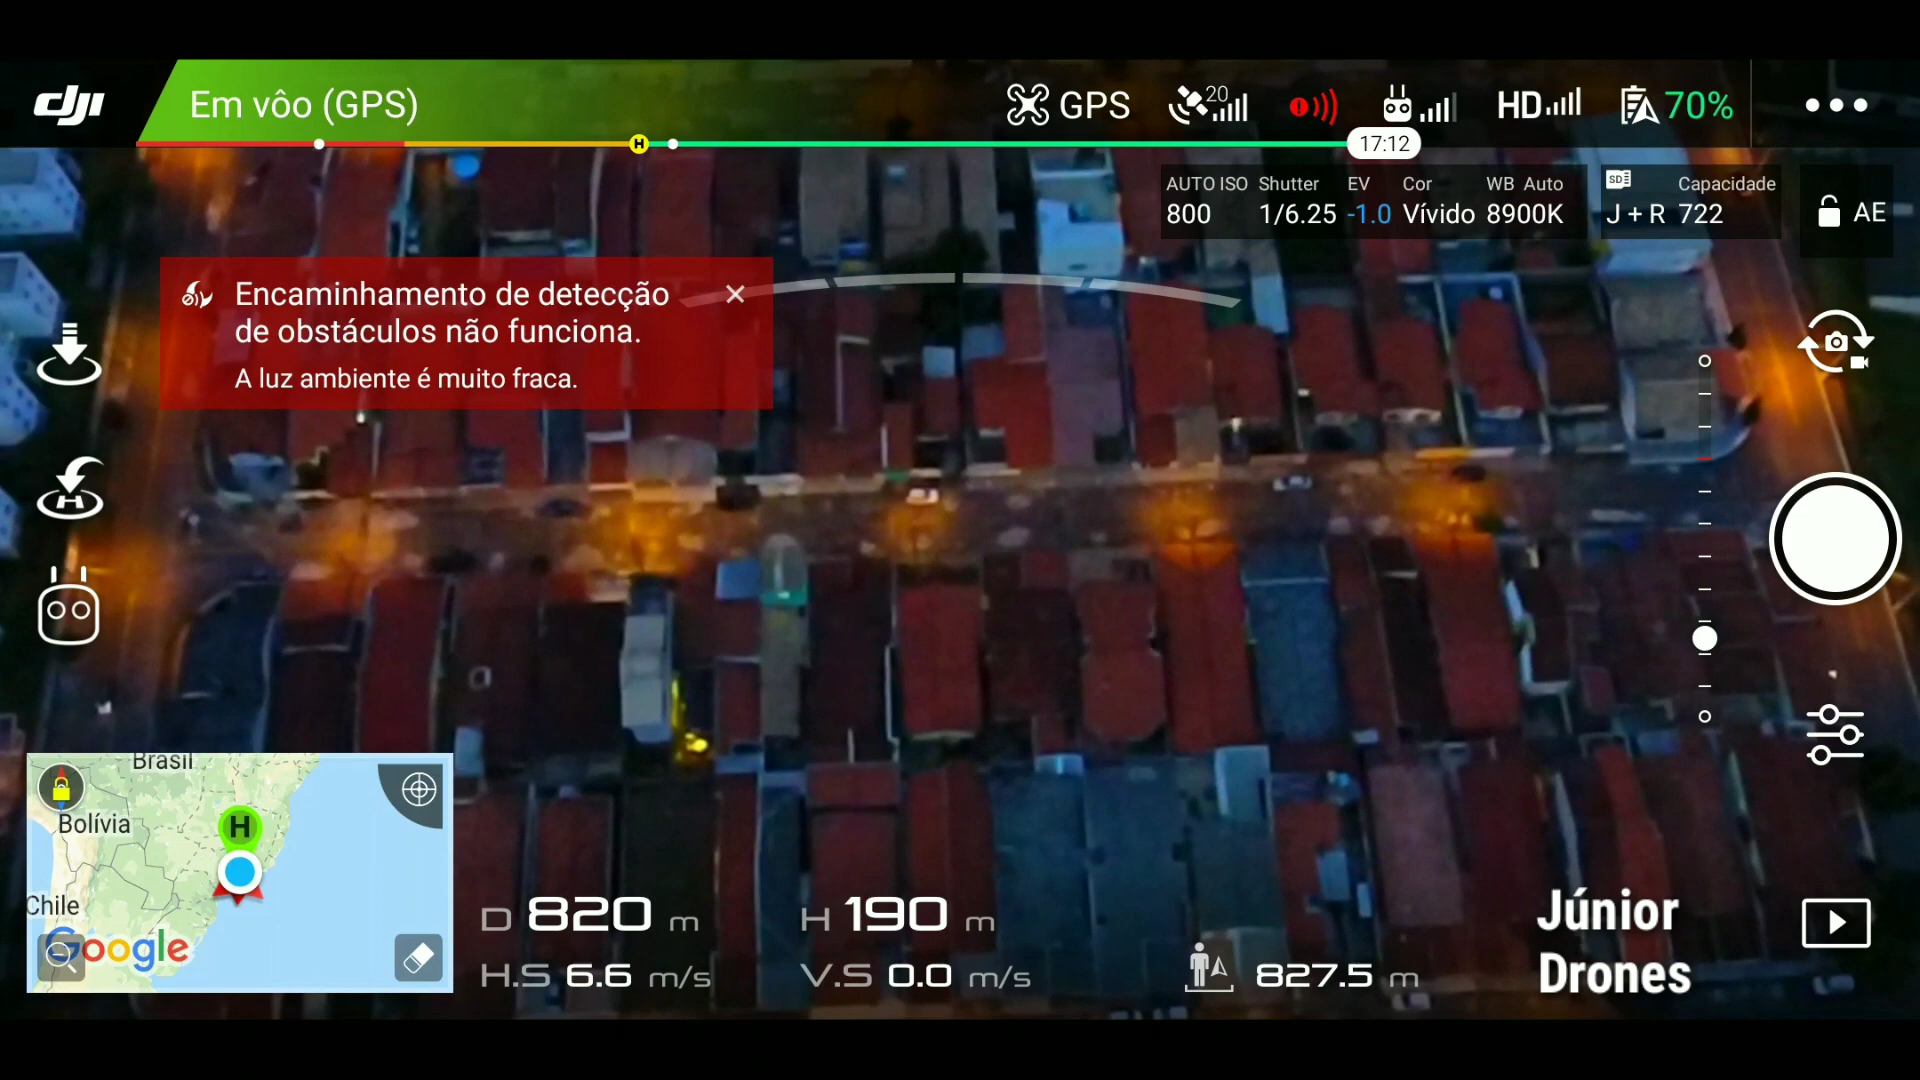 dji
Em vôo (GPS)
GPS
20
HD
70%
H
17:12
AUTO ISO Shutter EV Cor WB Auto
800 1/6.25 -1.0 Vívido 8900K
SD
Capacidade
J + R 722
AE
Encaminhamento de detecção
de obstáculos não funciona.
A luz ambiente é muito fraca.
H
Brasil
Bolívia
H
Chile
Google
D 820 m
H 190 m
H.S 6.6 m/s
V.S 0.0 m/s
827.5 m
Júnior
Drones